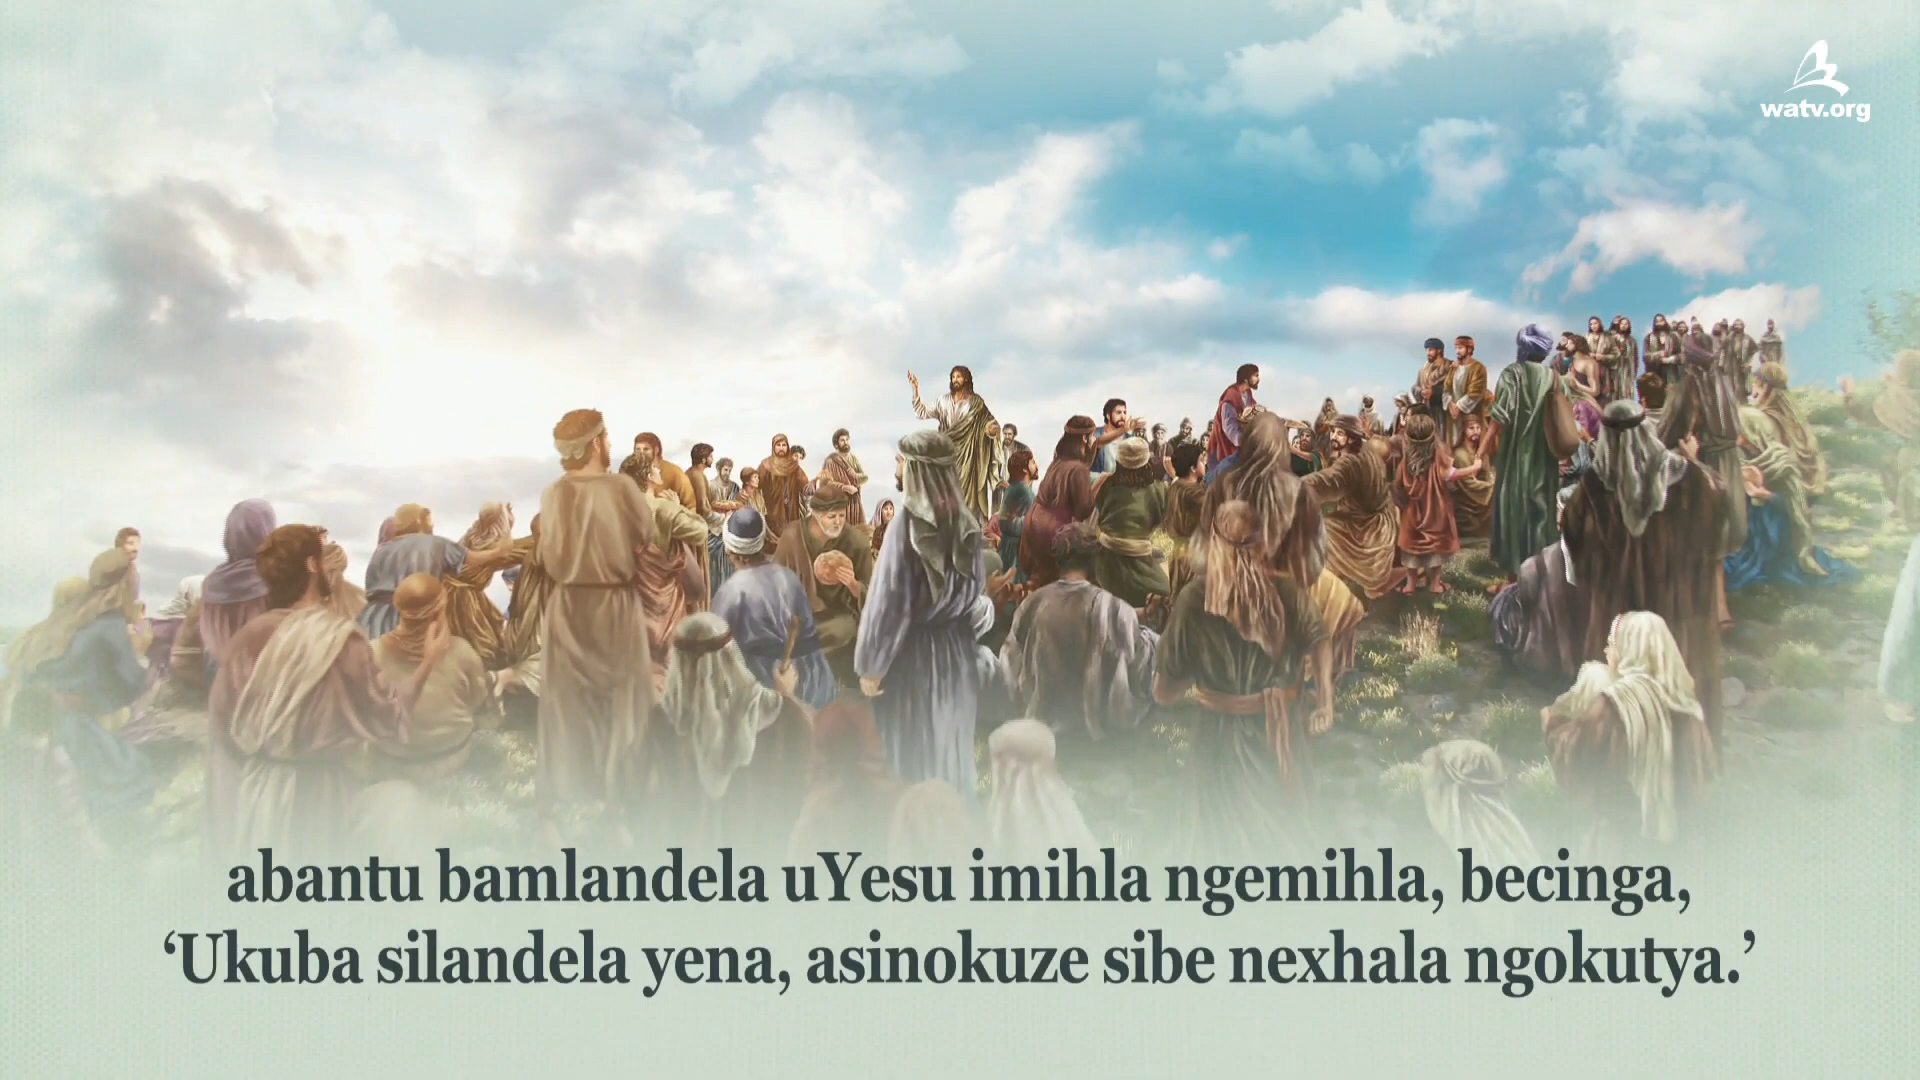 watv.org
abantu bamlandela uYesu imihla ngemihla, becinga,
‘Ukuba silandela yena, asinokuze sibe nexhala ngokutya.’